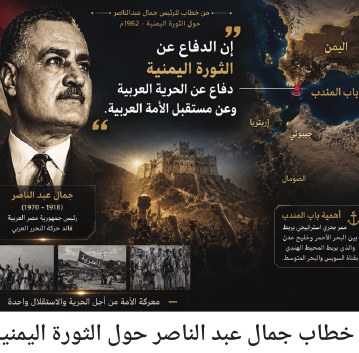 من خطاب للرئيس جمال عبدالناصر
حول الثورة اليمنية - 1962م
إن الدفاع عن
الثورة اليمنية
دفاع عن الحرية العربية
وعن مستقبل الأمة العربية.
اليمن
باب المندب
إريتريا
جيبوتي
الصومال
جمال عبد الناصر
(1918 - 1970)
رئيس جمهورية مصر العربية
قائد حركة التحرر العربي
أهمية باب المندب
ممر بحري استراتيجي يربط
بين البحر الأحمر وخليج عدن
والذي يربط المحيط الهندي
بقناة السويس والبحر المتوسط.
معركة الأمة من أجل الحرية والاستقلال واحدة
خطاب جمال عبد الناصر حول الثورة اليمني